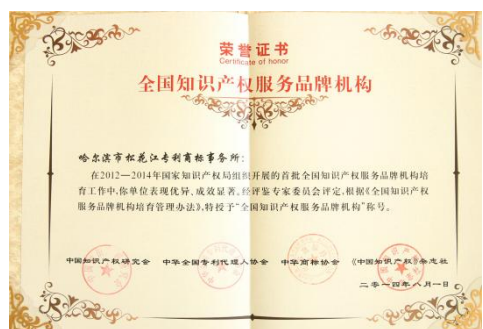 荣誉证书
Certificate of honor
全国知识产权服务品牌机构
哈尔滨市松花江专利商标事务所:
在2012—2014年国家知识产权局组织开展的首批全国知识产权服务品牌机构培
育工作中,你单位表现优异、成效显著,经评鉴专家委员会评定,根据《全国知识产权
服务品牌机构培育管理办法》,特授予“全国知识产权服务品牌机构”称号。
中国知识产权研究会 中华全国专利代理人协会 中华商标协会 《中国知识产权》杂志社
二零一四年八月一日